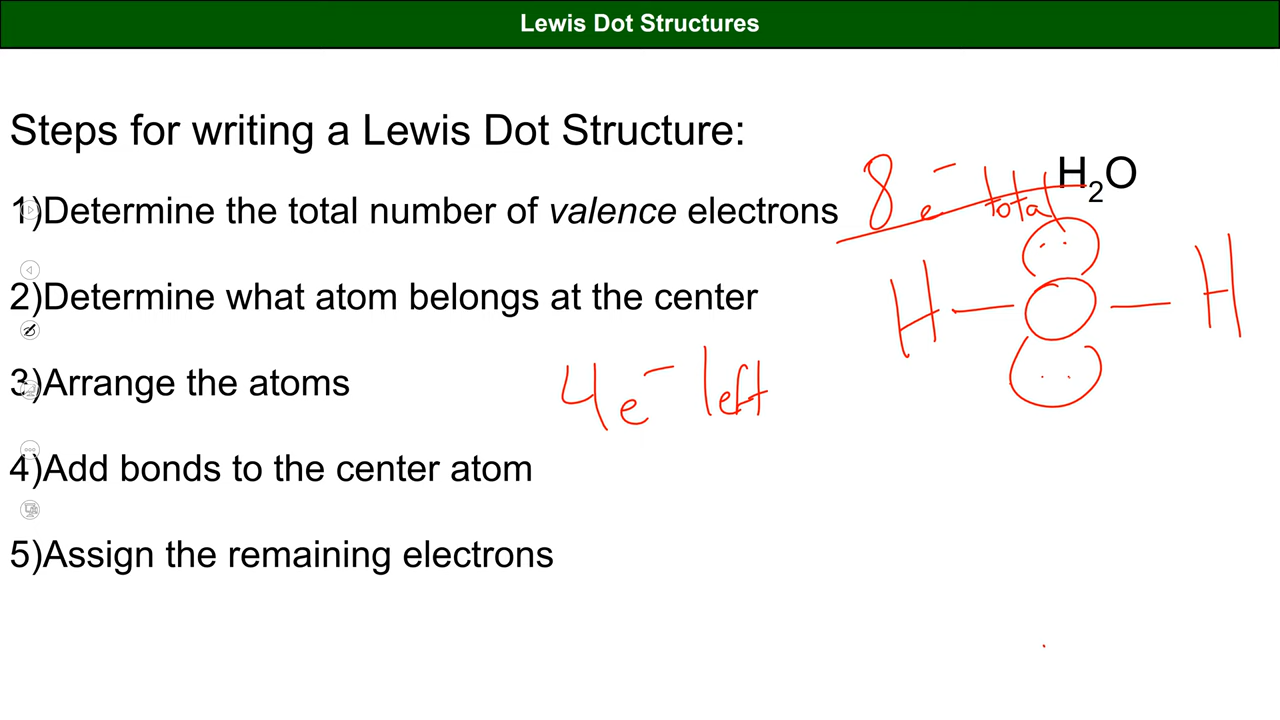 Lewis Dot Structures
Steps for writing a Lewis Dot Structure:
H₂O
8 e⁻ total
1)Determine the total number of valence electrons
2)Determine what atom belongs at the center
H — O — H
3)Arrange the atoms
4 e⁻ left
4)Add bonds to the center atom
5)Assign the remaining electrons